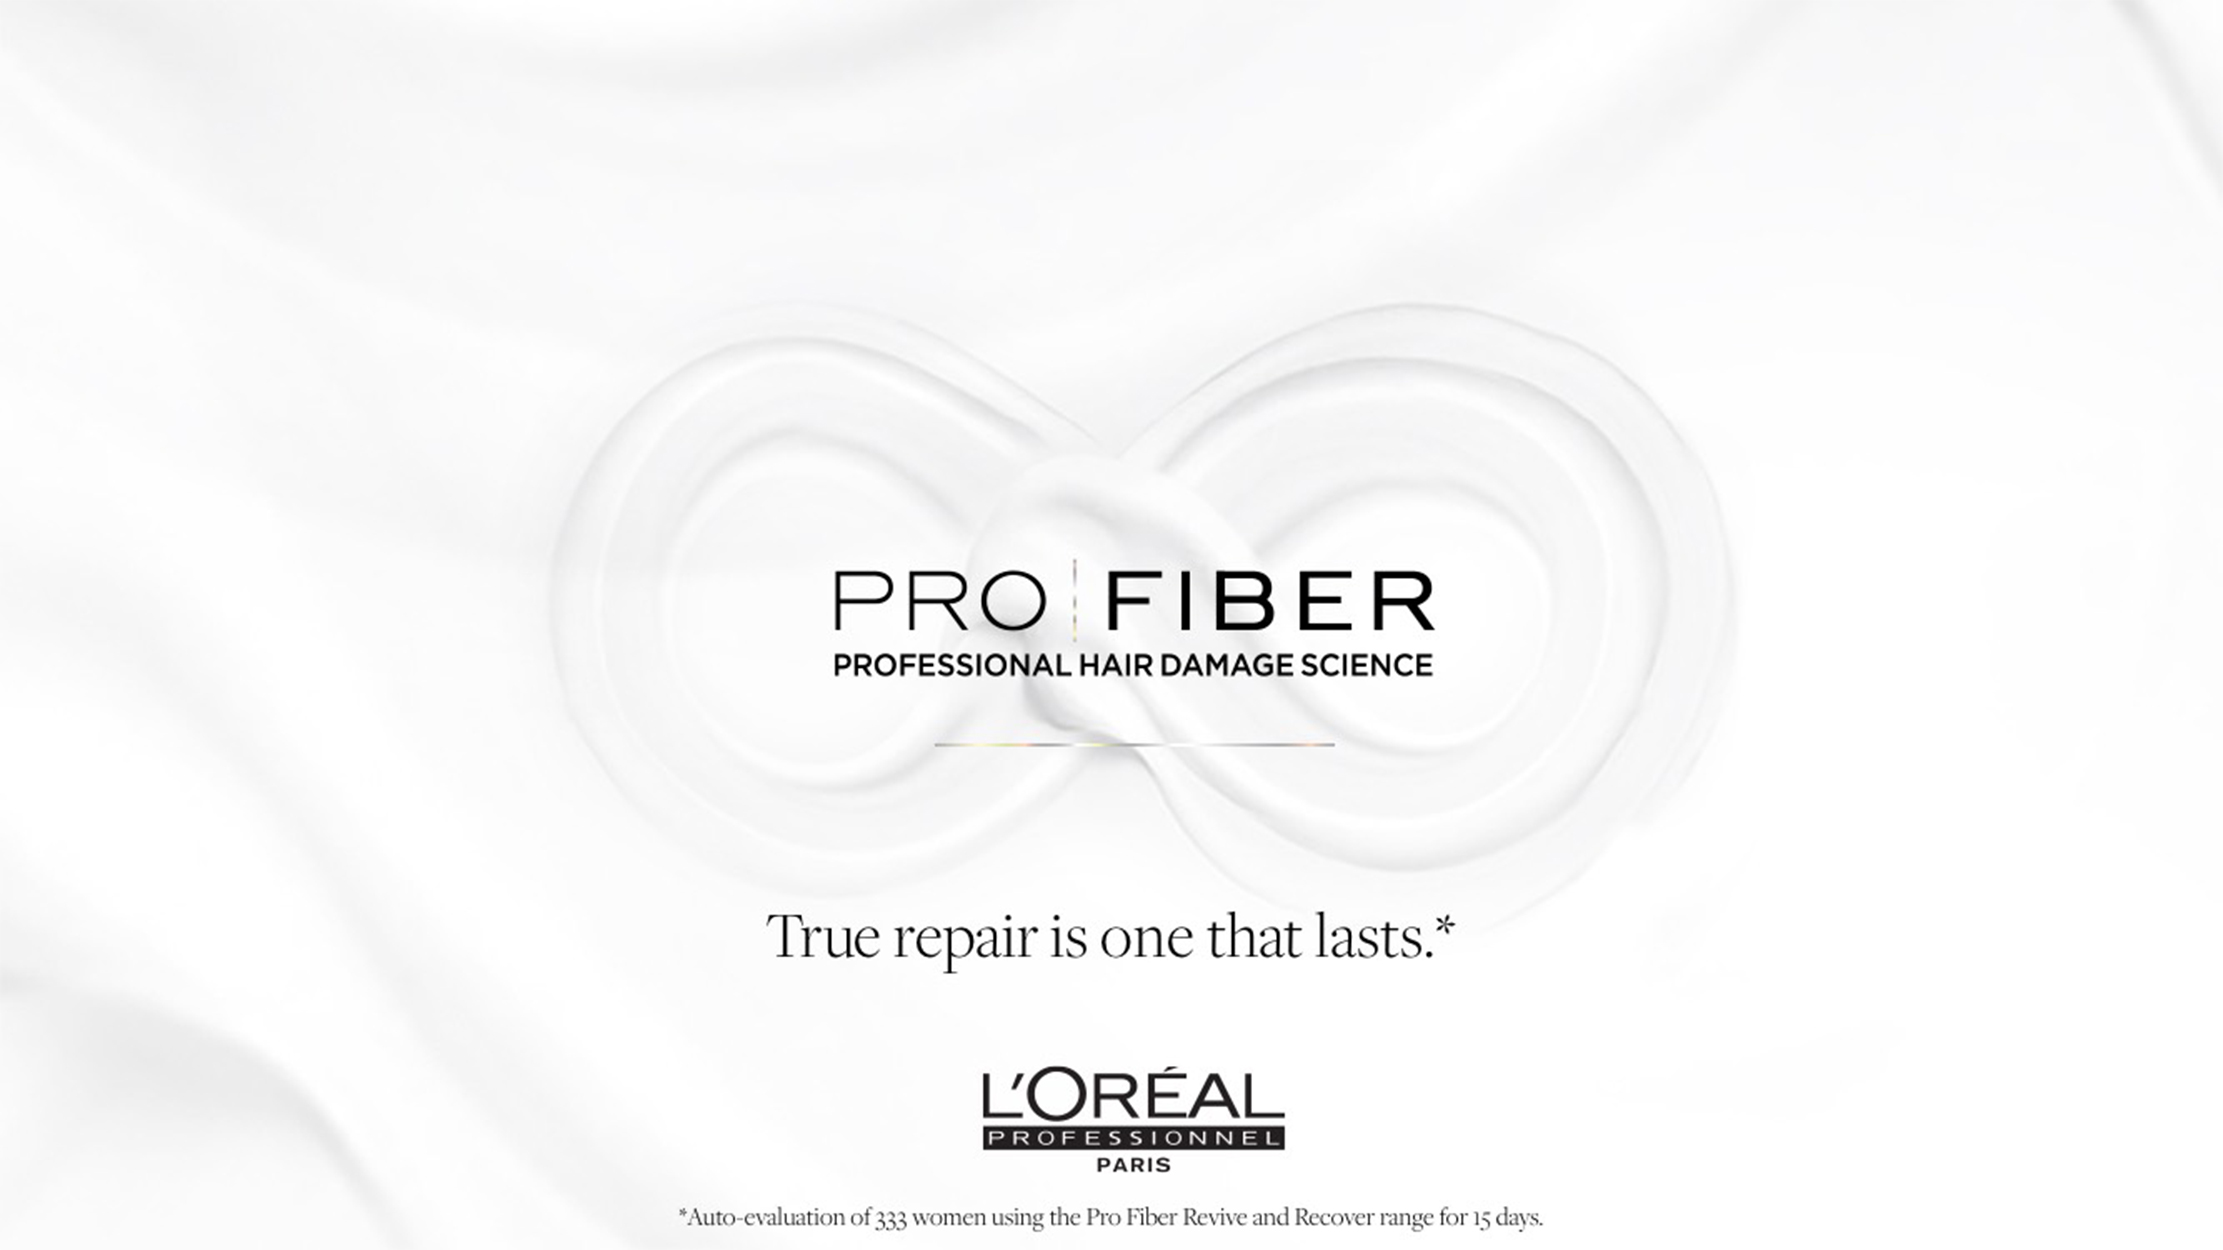 PRO FIBER
PROFESSIONAL HAIR DAMAGE SCIENCE
True repair is one that lasts.*
L'ORÉAL
PROFESSIONNEL
PARIS
*Auto-evaluation of 333 women using the Pro Fiber Revive and Recover range for 15 days.